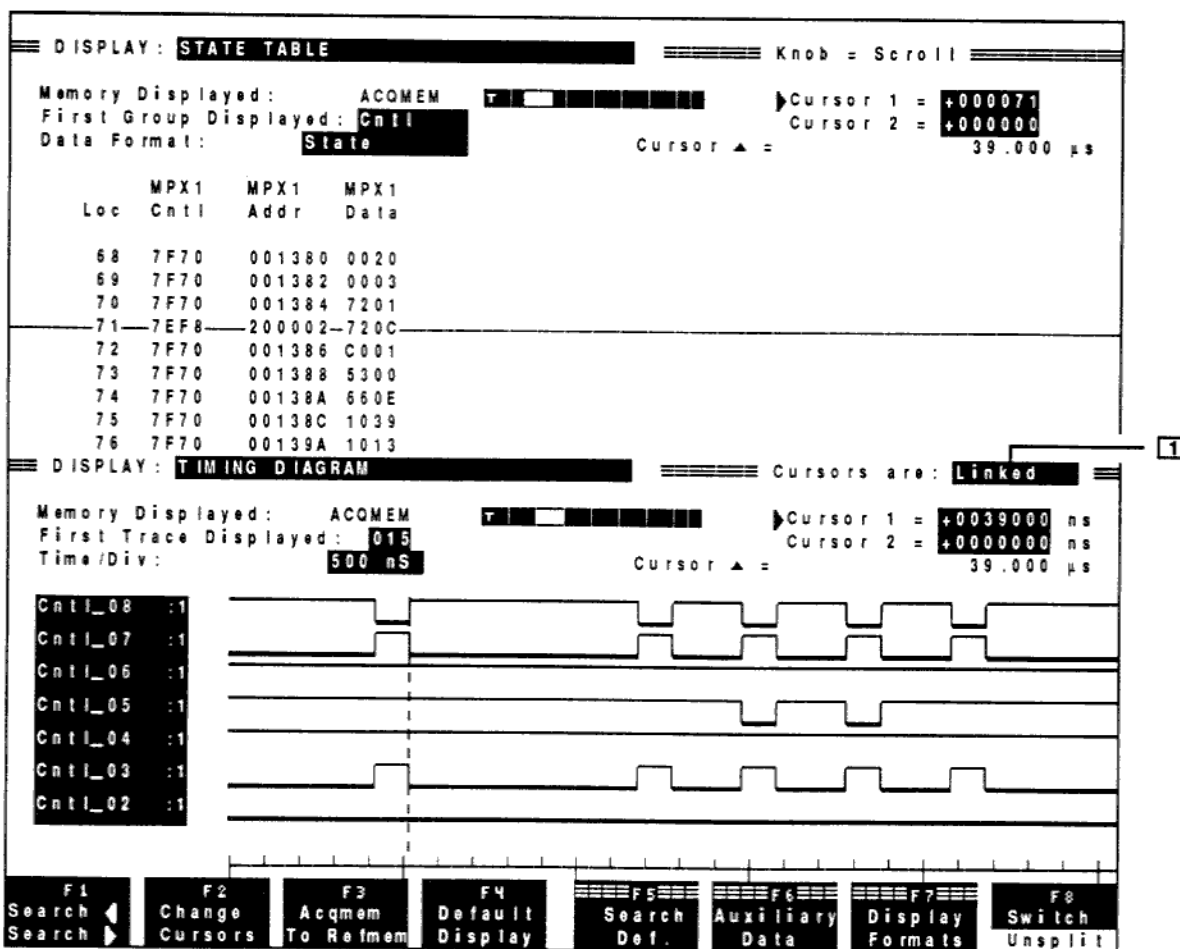 DISPLAY: STATE TABLE Knob = Scroll
Memory Displayed: ACQMEM T Cursor 1 = +000071
First Group Displayed: Cntl Cursor 2 = +000000
Data Format: State Cursor ▲ = 39.000 µs
MPX1 MPX1 MPX1
Loc Cntl Addr Data
68 7F70 001380 0020
69 7F70 001382 0003
70 7F70 001384 7201
71 7EF8 200002 720C
72 7F70 001386 C001
73 7F70 001388 5300
74 7F70 00138A 660E
75 7F70 00138C 1039
76 7F70 00139A 1013
DISPLAY: TIMING DIAGRAM Cursors are: Linked 1
Memory Displayed: ACQMEM T Cursor 1 = +0039000 ns
First Trace Displayed: 015 Cursor 2 = +0000000 ns
Time/Div: 500 nS Cursor ▲ = 39.000 µs
Cntl_08 :1
Cntl_07 :1
Cntl_06 :1
Cntl_05 :1
Cntl_04 :1
Cntl_03 :1
Cntl_02 :1
F1 F2 F3 F4 F5 F6 F7 F8
Search ◀ Change Acqmem Default Search Auxiliary Display Switch
Search ▶ Cursors To Refmem Display Def. Data Formats Unsplit